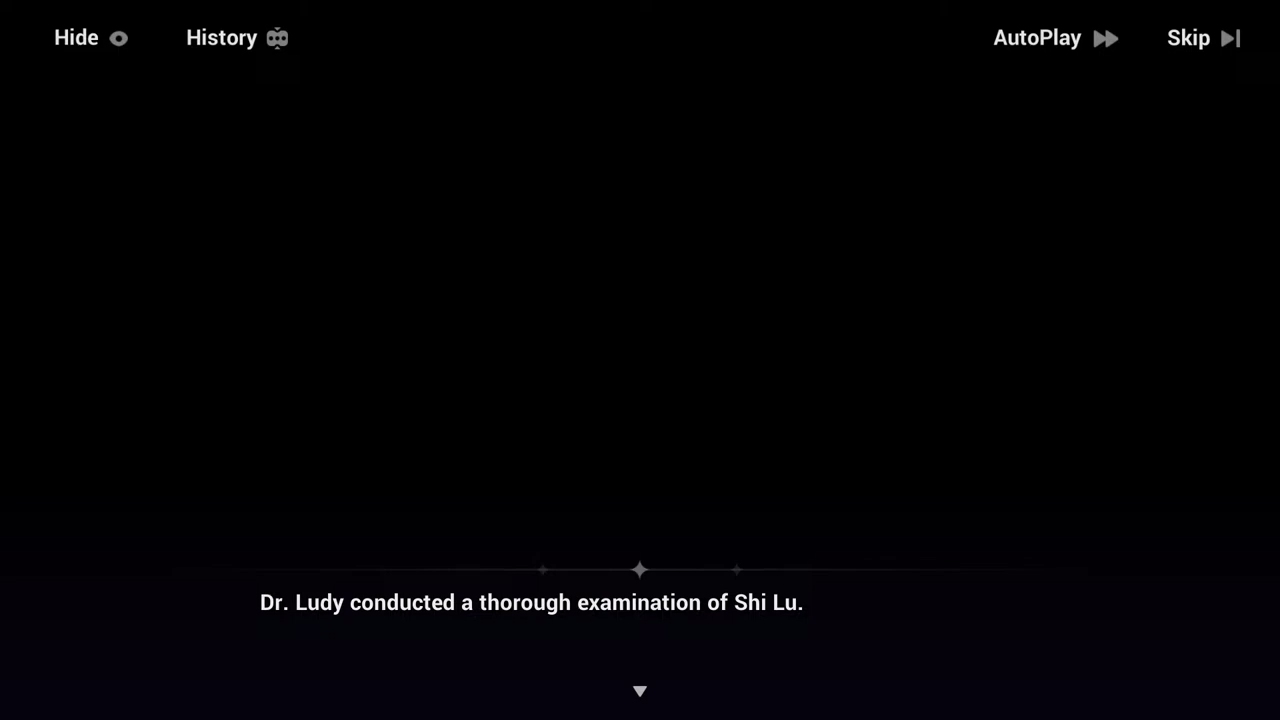 Hide
History
AutoPlay
Skip
Dr. Ludy conducted a thorough examination of Shi Lu.